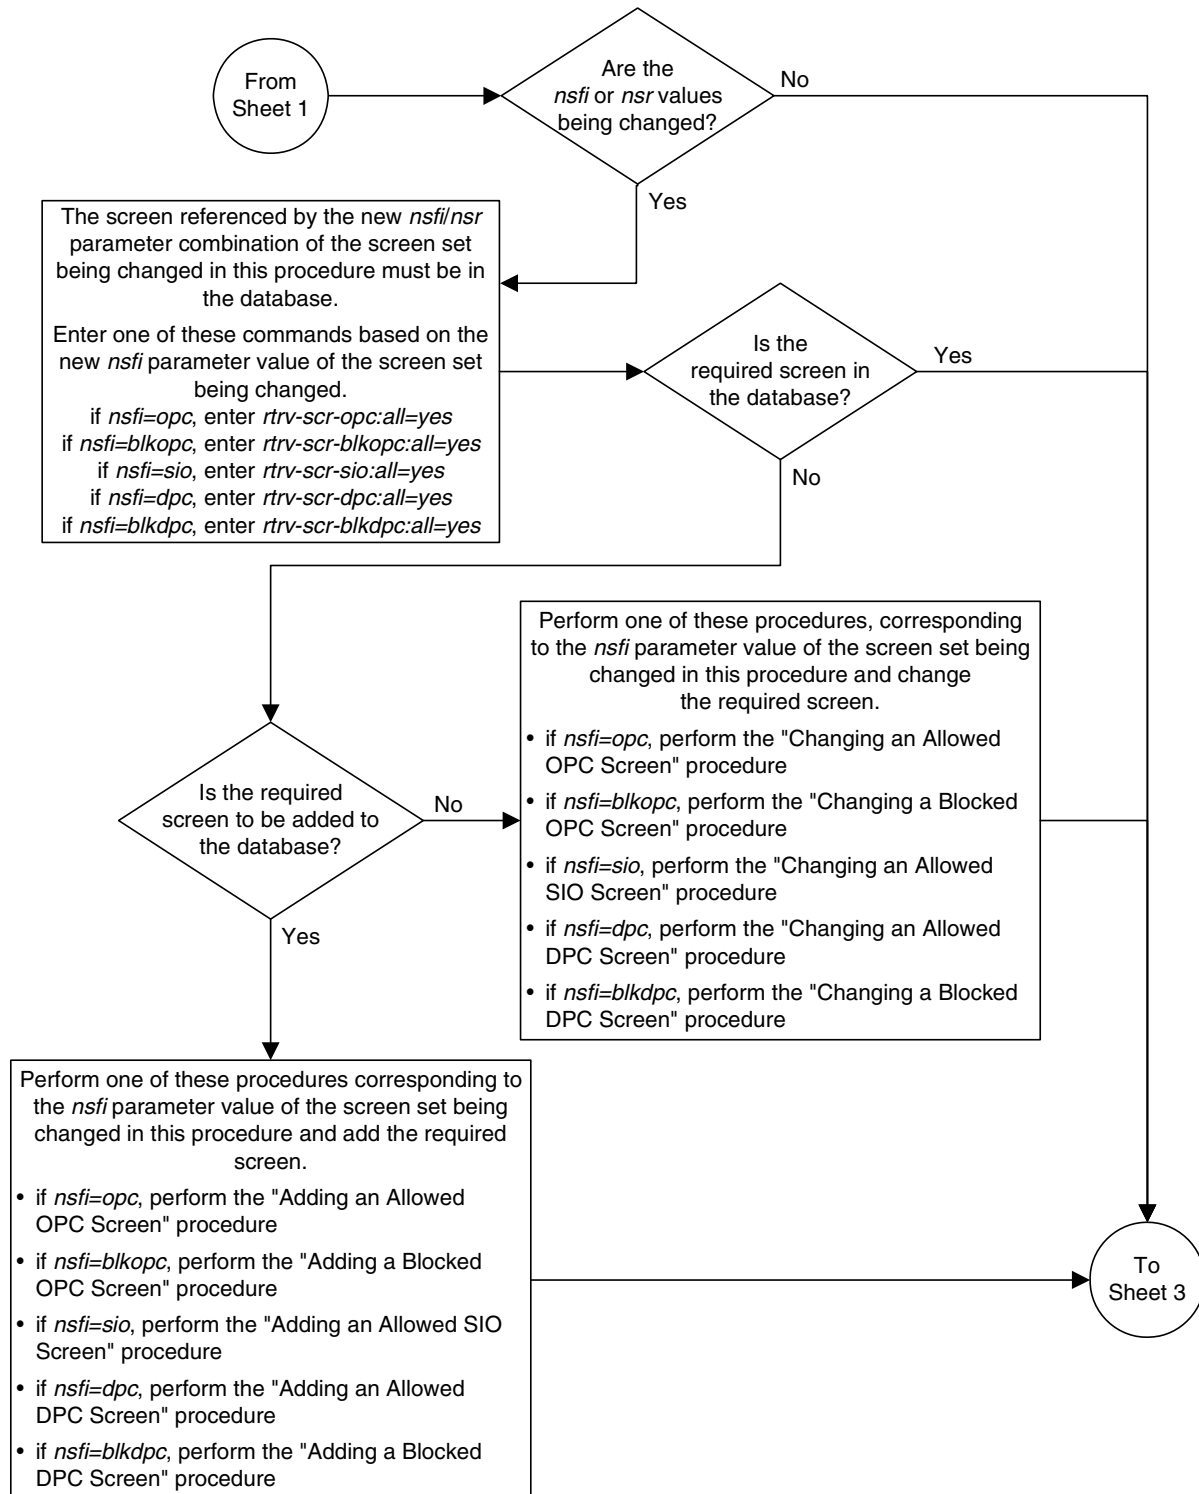 From
Sheet 1
Are the
nsfi or nsr values
being changed?
No
Yes
The screen referenced by the new nsfi/nsr
parameter combination of the screen set
being changed in this procedure must be in
the database.
Enter one of these commands based on the
new nsfi parameter value of the screen set
being changed.
if nsfi=opc, enter rtrv-scr-opc:all=yes
if nsfi=blkopc, enter rtrv-scr-blkopc:all=yes
if nsfi=sio, enter rtrv-scr-sio:all=yes
if nsfi=dpc, enter rtrv-scr-dpc:all=yes
if nsfi=blkdpc, enter rtrv-scr-blkdpc:all=yes
Is the
required screen in
the database?
Yes
No
Perform one of these procedures, corresponding
to the nsfi parameter value of the screen set being
changed in this procedure and change
the required screen.
• if nsfi=opc, perform the "Changing an Allowed
OPC Screen" procedure
• if nsfi=blkopc, perform the "Changing a Blocked
OPC Screen" procedure
• if nsfi=sio, perform the "Changing an Allowed
SIO Screen" procedure
• if nsfi=dpc, perform the "Changing an Allowed
DPC Screen" procedure
• if nsfi=blkdpc, perform the "Changing a Blocked
DPC Screen" procedure
Is the required
screen to be added to
the database?
No
Yes
Perform one of these procedures corresponding to
the nsfi parameter value of the screen set being
changed in this procedure and add the required
screen.
• if nsfi=opc, perform the "Adding an Allowed
OPC Screen" procedure
• if nsfi=blkopc, perform the "Adding a Blocked
OPC Screen" procedure
• if nsfi=sio, perform the "Adding an Allowed SIO
Screen" procedure
• if nsfi=dpc, perform the "Adding an Allowed
DPC Screen" procedure
• if nsfi=blkdpc, perform the "Adding a Blocked
DPC Screen" procedure
To
Sheet 3